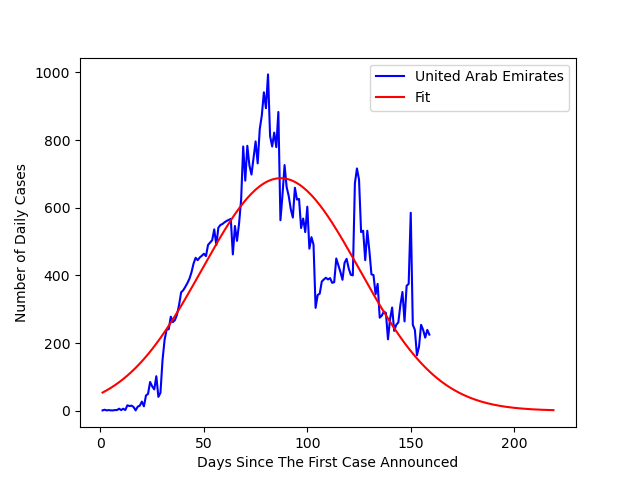 United Arab Emirates
Fit
1000
800
600
400
200
0
Number of Daily Cases
0 50 100 150 200
Days Since The First Case Announced